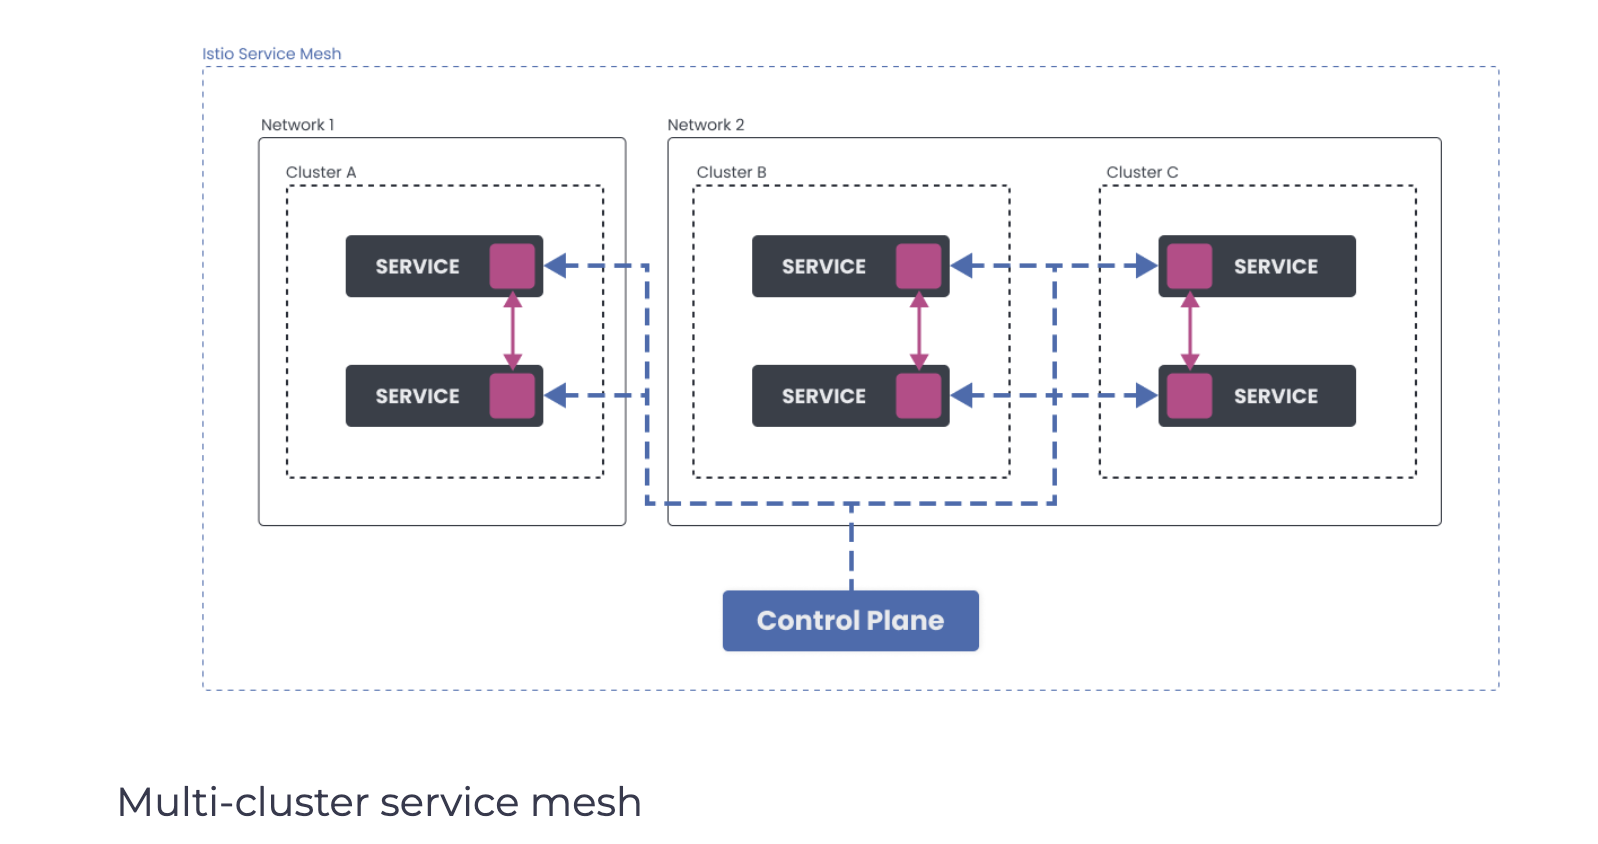 Istio Service Mesh
Network 1
Network 2
Cluster A
Cluster B
Cluster C
SERVICE
SERVICE
SERVICE
SERVICE
SERVICE
SERVICE
Control Plane
Multi-cluster service mesh